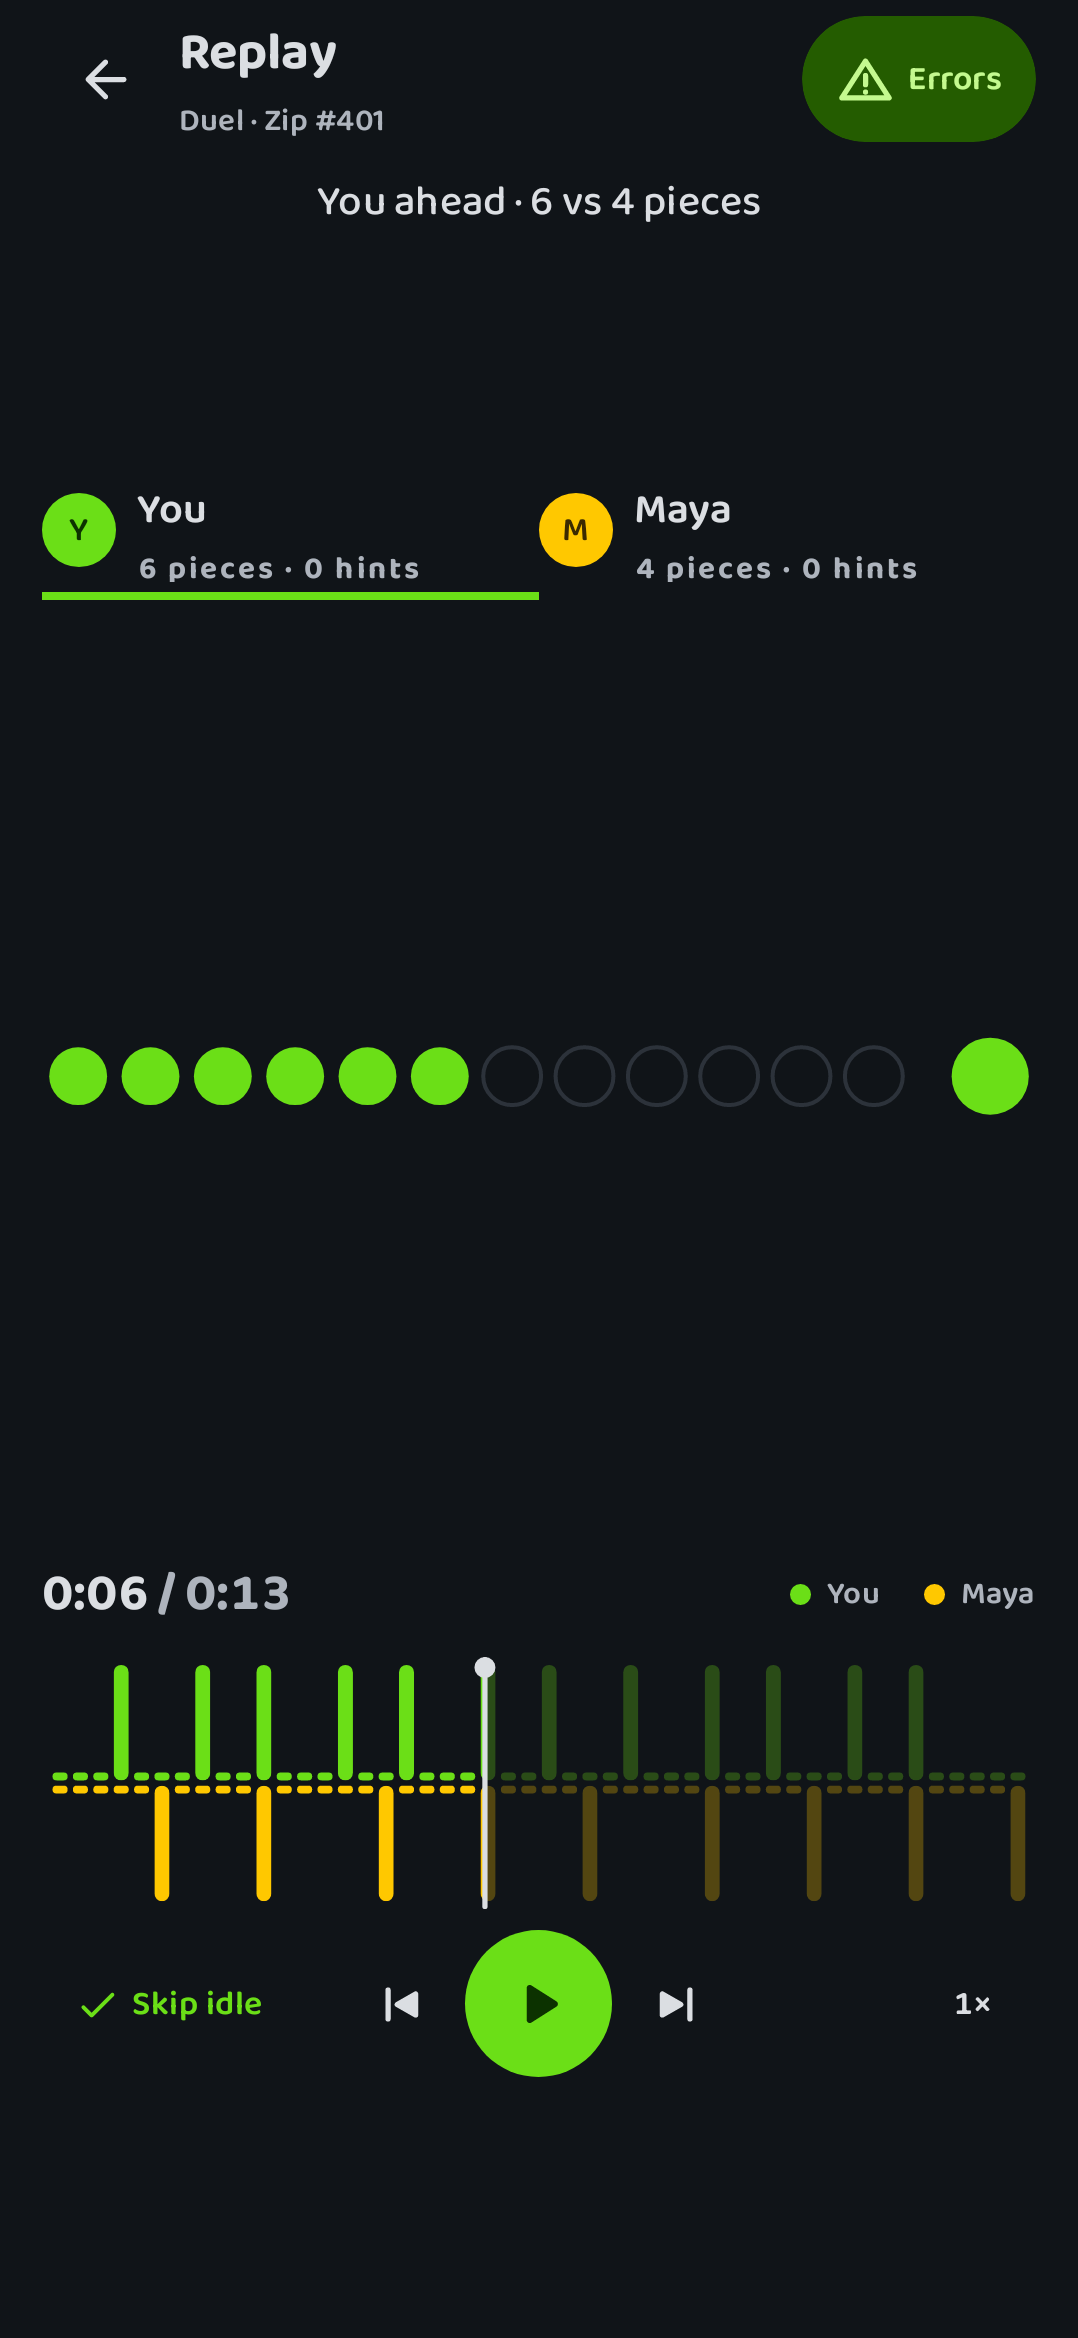 Replay
Duel · Zip #401
Errors
You ahead · 6 vs 4 pieces
Y
You
6 pieces · 0 hints
M
Maya
4 pieces · 0 hints
0:06 / 0:13
You
Maya
Skip idle
1×